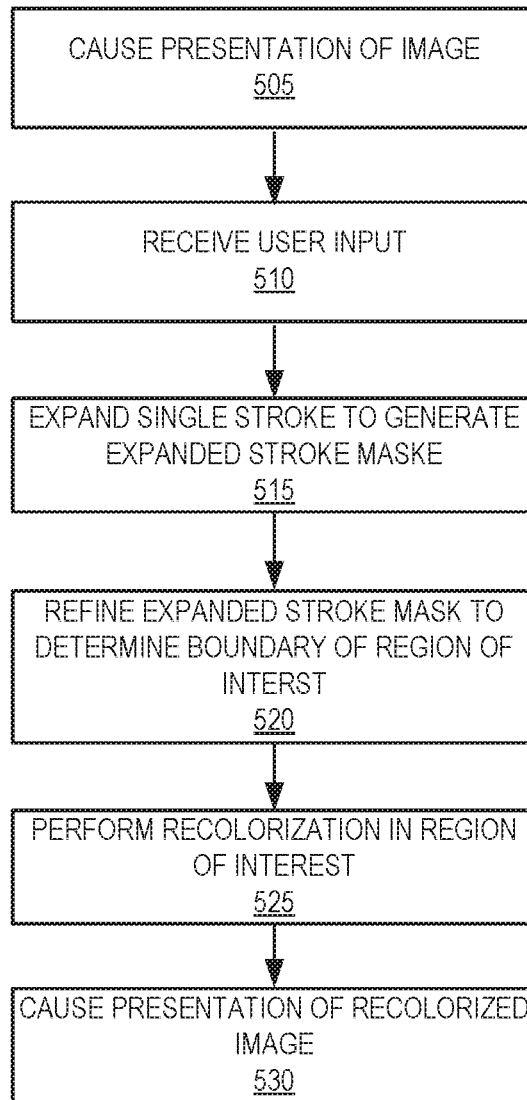 CAUSE PRESENTATION OF IMAGE
505
RECEIVE USER INPUT
510
EXPAND SINGLE STROKE TO GENERATE
EXPANDED STROKE MASKE
515
REFINE EXPANDED STROKE MASK TO
DETERMINE BOUNDARY OF REGION OF
INTERST
520
PERFORM RECOLORIZATION IN REGION
OF INTEREST
525
CAUSE PRESENTATION OF RECOLORIZED
IMAGE
530